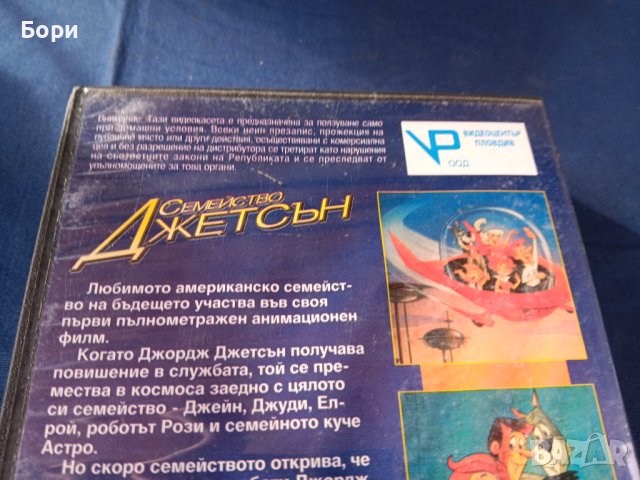 Бори
Внимание: Тази видеокасета е предназначена за ползуване само
при домашни условия. Всеки неин презапис, прожекция на
публично място или други действия, осъществявани с комерсиална
цел и без разрешение на дистрибутора се третират като нарушения
на съответните закони на Републиката и се преследват от
упълномощените за това органи.
VP
ВИДЕОЦЕНТЪР
ПЛОВДИВ
ООД
СЕМЕЙСТВО
ДЖЕТСЪН
Любимото американско семейст-
во на бъдещето участва във своя
първи пълнометражен анимационен
филм.
Когато Джордж Джетсън получава
повишение в службата, той се пре-
мества в космоса заедно с цялото
си семейство - Джейн, Джуди, Ел-
рой, роботът Рози и семейното куче
Астро.
Но скоро семейството открива, че
Джордж
BAZAR